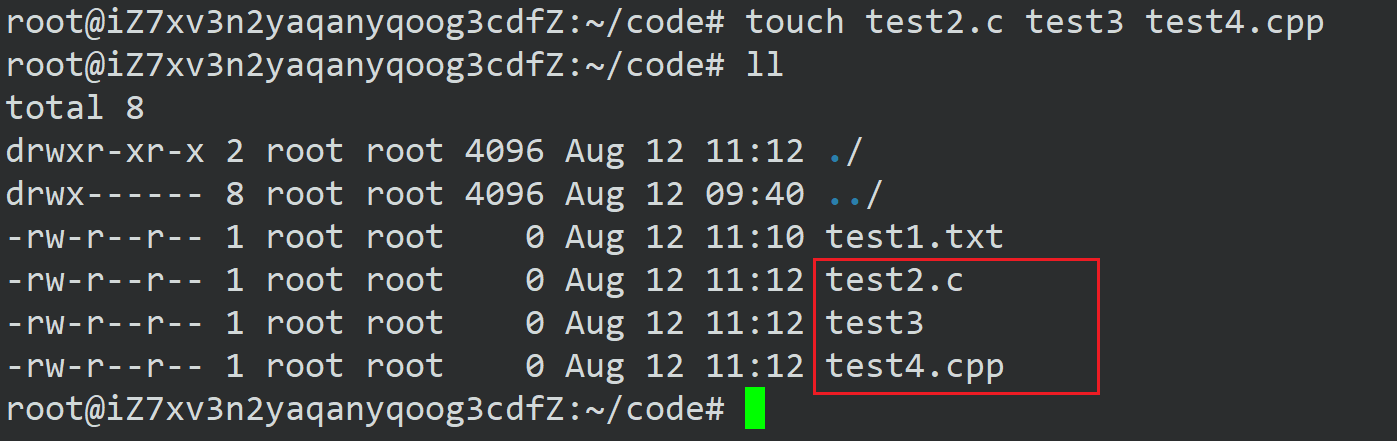 root@iZ7xv3n2yaqanyqoog3cdfZ:~/code# touch test2.c test3 test4.cpp
root@iZ7xv3n2yaqanyqoog3cdfZ:~/code# ll
total 8
drwxr-xr-x 2 root root 4096 Aug 12 11:12 ./
drwx------ 8 root root 4096 Aug 12 09:40 ../
-rw-r--r-- 1 root root    0 Aug 12 11:10 test1.txt
-rw-r--r-- 1 root root    0 Aug 12 11:12 test2.c
-rw-r--r-- 1 root root    0 Aug 12 11:12 test3
-rw-r--r-- 1 root root    0 Aug 12 11:12 test4.cpp
root@iZ7xv3n2yaqanyqoog3cdfZ:~/code#